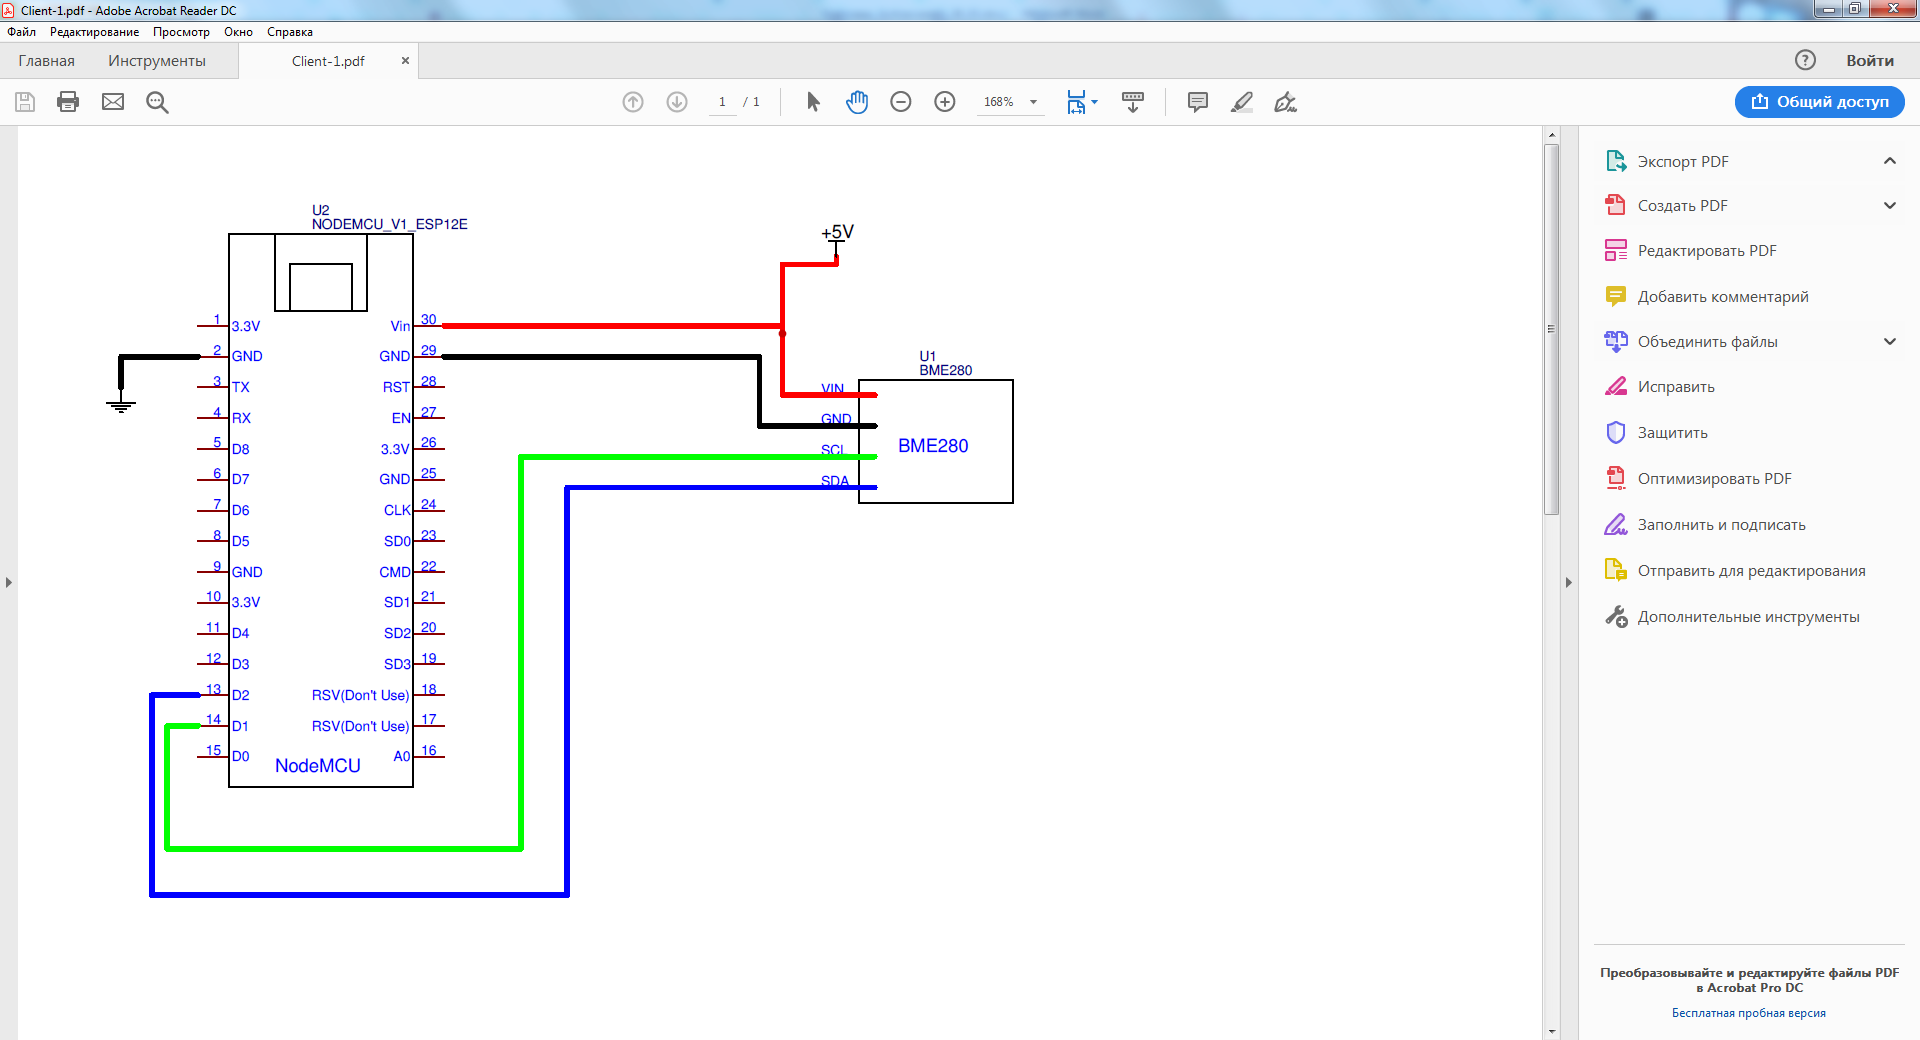 Client-1.pdf - Adobe Acrobat Reader DC
Файл Редактирование Просмотр Окно Справка
Главная Инструменты Client-1.pdf × ? Войти
1 / 1 168% Общий доступ
U2
NODEMCU_V1_ESP12E
+5V
1 3.3V Vin 30
2 GND GND 29
3 TX RST 28
4 RX EN 27
5 D8 3.3V 26
6 D7 GND 25
7 D6 CLK 24
8 D5 SD0 23
9 GND CMD 22
10 3.3V SD1 21
11 D4 SD2 20
12 D3 SD3 19
13 D2 RSV(Don't Use) 18
14 D1 RSV(Don't Use) 17
15 D0 A0 16
NodeMCU
U1
BME280
VIN
GND
SCL
SDA
BME280
Экспорт PDF
Создать PDF
Редактировать PDF
Добавить комментарий
Объединить файлы
Исправить
Защитить
Оптимизировать PDF
Заполнить и подписать
Отправить для редактирования
Дополнительные инструменты
Преобразовывайте и редактируйте файлы PDF
в Acrobat Pro DC
Бесплатная пробная версия